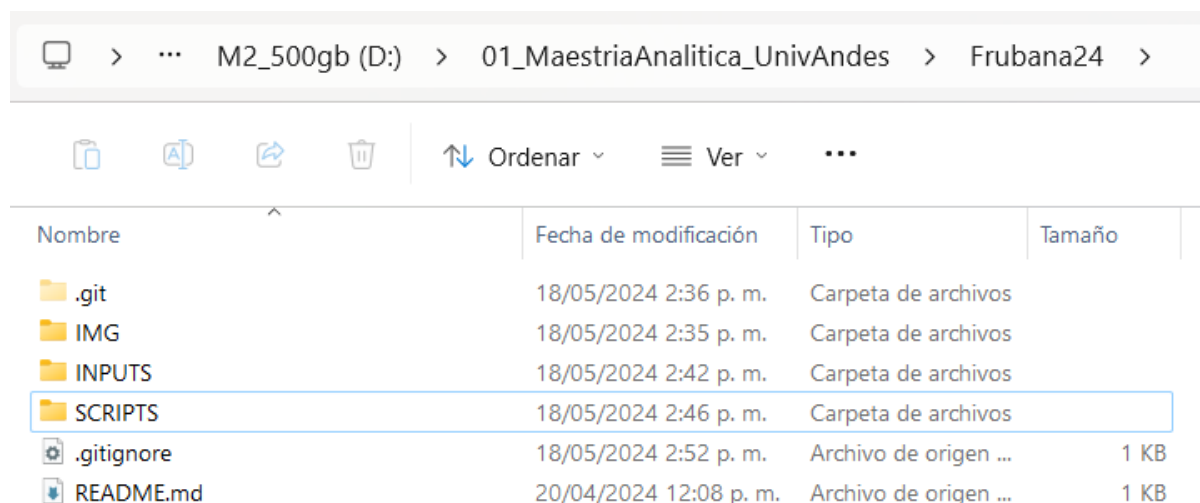 ... M2_500gb (D:) > 01_MaestriaAnalitica_UnivAndes > Frubana24 >
Ordenar Ver ...
Nombre Fecha de modificación Tipo Tamaño
.git 18/05/2024 2:36 p. m. Carpeta de archivos
IMG 18/05/2024 2:35 p. m. Carpeta de archivos
INPUTS 18/05/2024 2:42 p. m. Carpeta de archivos
SCRIPTS 18/05/2024 2:46 p. m. Carpeta de archivos
.gitignore 18/05/2024 2:52 p. m. Archivo de origen ... 1 KB
README.md 20/04/2024 12:08 p. m. Archivo de origen ... 1 KB